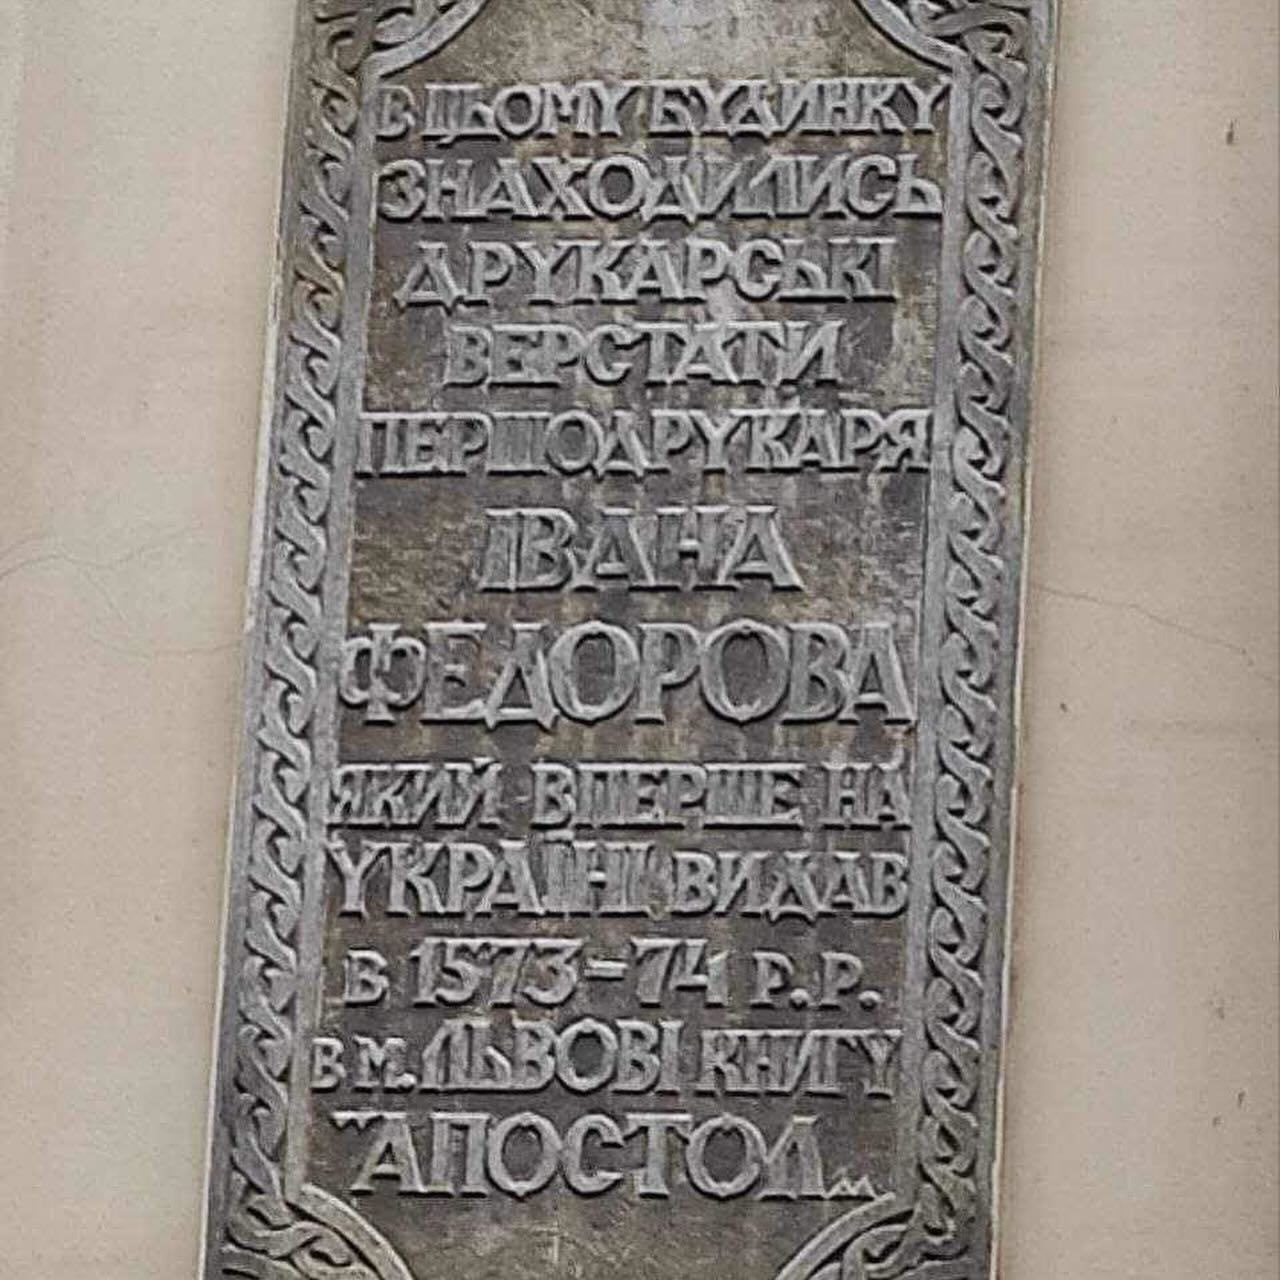 В ЦЬОМУ БУДИНКУ
ЗНАХОДИЛИСЬ
ДРУКАРСЬКІ
ВЕРСТАТИ
ПЕРШОДРУКАРЯ
ІВАНА
ФЕДОРОВА
ЯКИЙ ВПЕРШЕ НА
УКРАЇНІ ВИДАВ
В 1573-74 Р.Р.
В М.ЛЬВОВІ КНИГУ
"АПОСТОЛ„